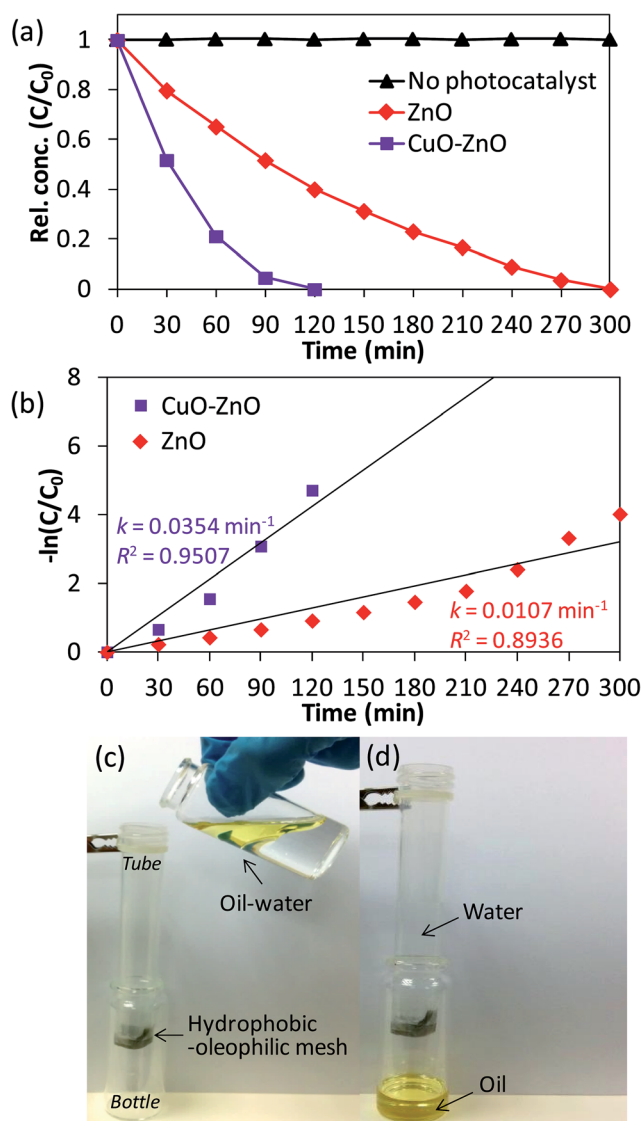 (a)
Rel. conc. (C/C₀)
1
0.8
0.6
0.4
0.2
0
No photocatalyst
ZnO
CuO-ZnO
0 30 60 90 120 150 180 210 240 270 300
Time (min)
(b)
-ln(C/C₀)
8
6
4
2
0
CuO-ZnO
ZnO
k = 0.0354 min⁻¹
R² = 0.9507
k = 0.0107 min⁻¹
R² = 0.8936
0 30 60 90 120 150 180 210 240 270 300
Time (min)
(c)
Tube
Oil-water
Hydrophobic
-oleophilic mesh
Bottle
(d)
Water
Oil